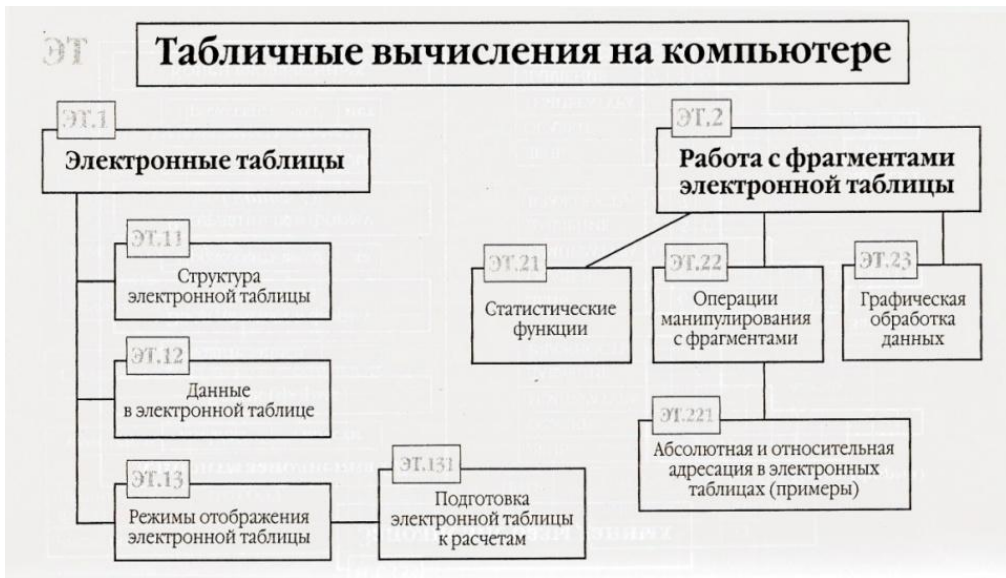 ЭТ
Табличные вычисления на компьютере
ЭТ.1
Электронные таблицы
ЭТ.11
Структура
электронной таблицы
ЭТ.12
Данные
в электронной таблице
ЭТ.13
Режимы отображения
электронной таблицы
ЭТ.131
Подготовка
электронной таблицы
к расчетам
ЭТ.2
Работа с фрагментами
электронной таблицы
ЭТ.21
Статистические
функции
ЭТ.22
Операции
манипулирования
с фрагментами
ЭТ.221
Абсолютная и относительная
адресация в электронных
таблицах (примеры)
ЭТ.23
Графическая
обработка
данных